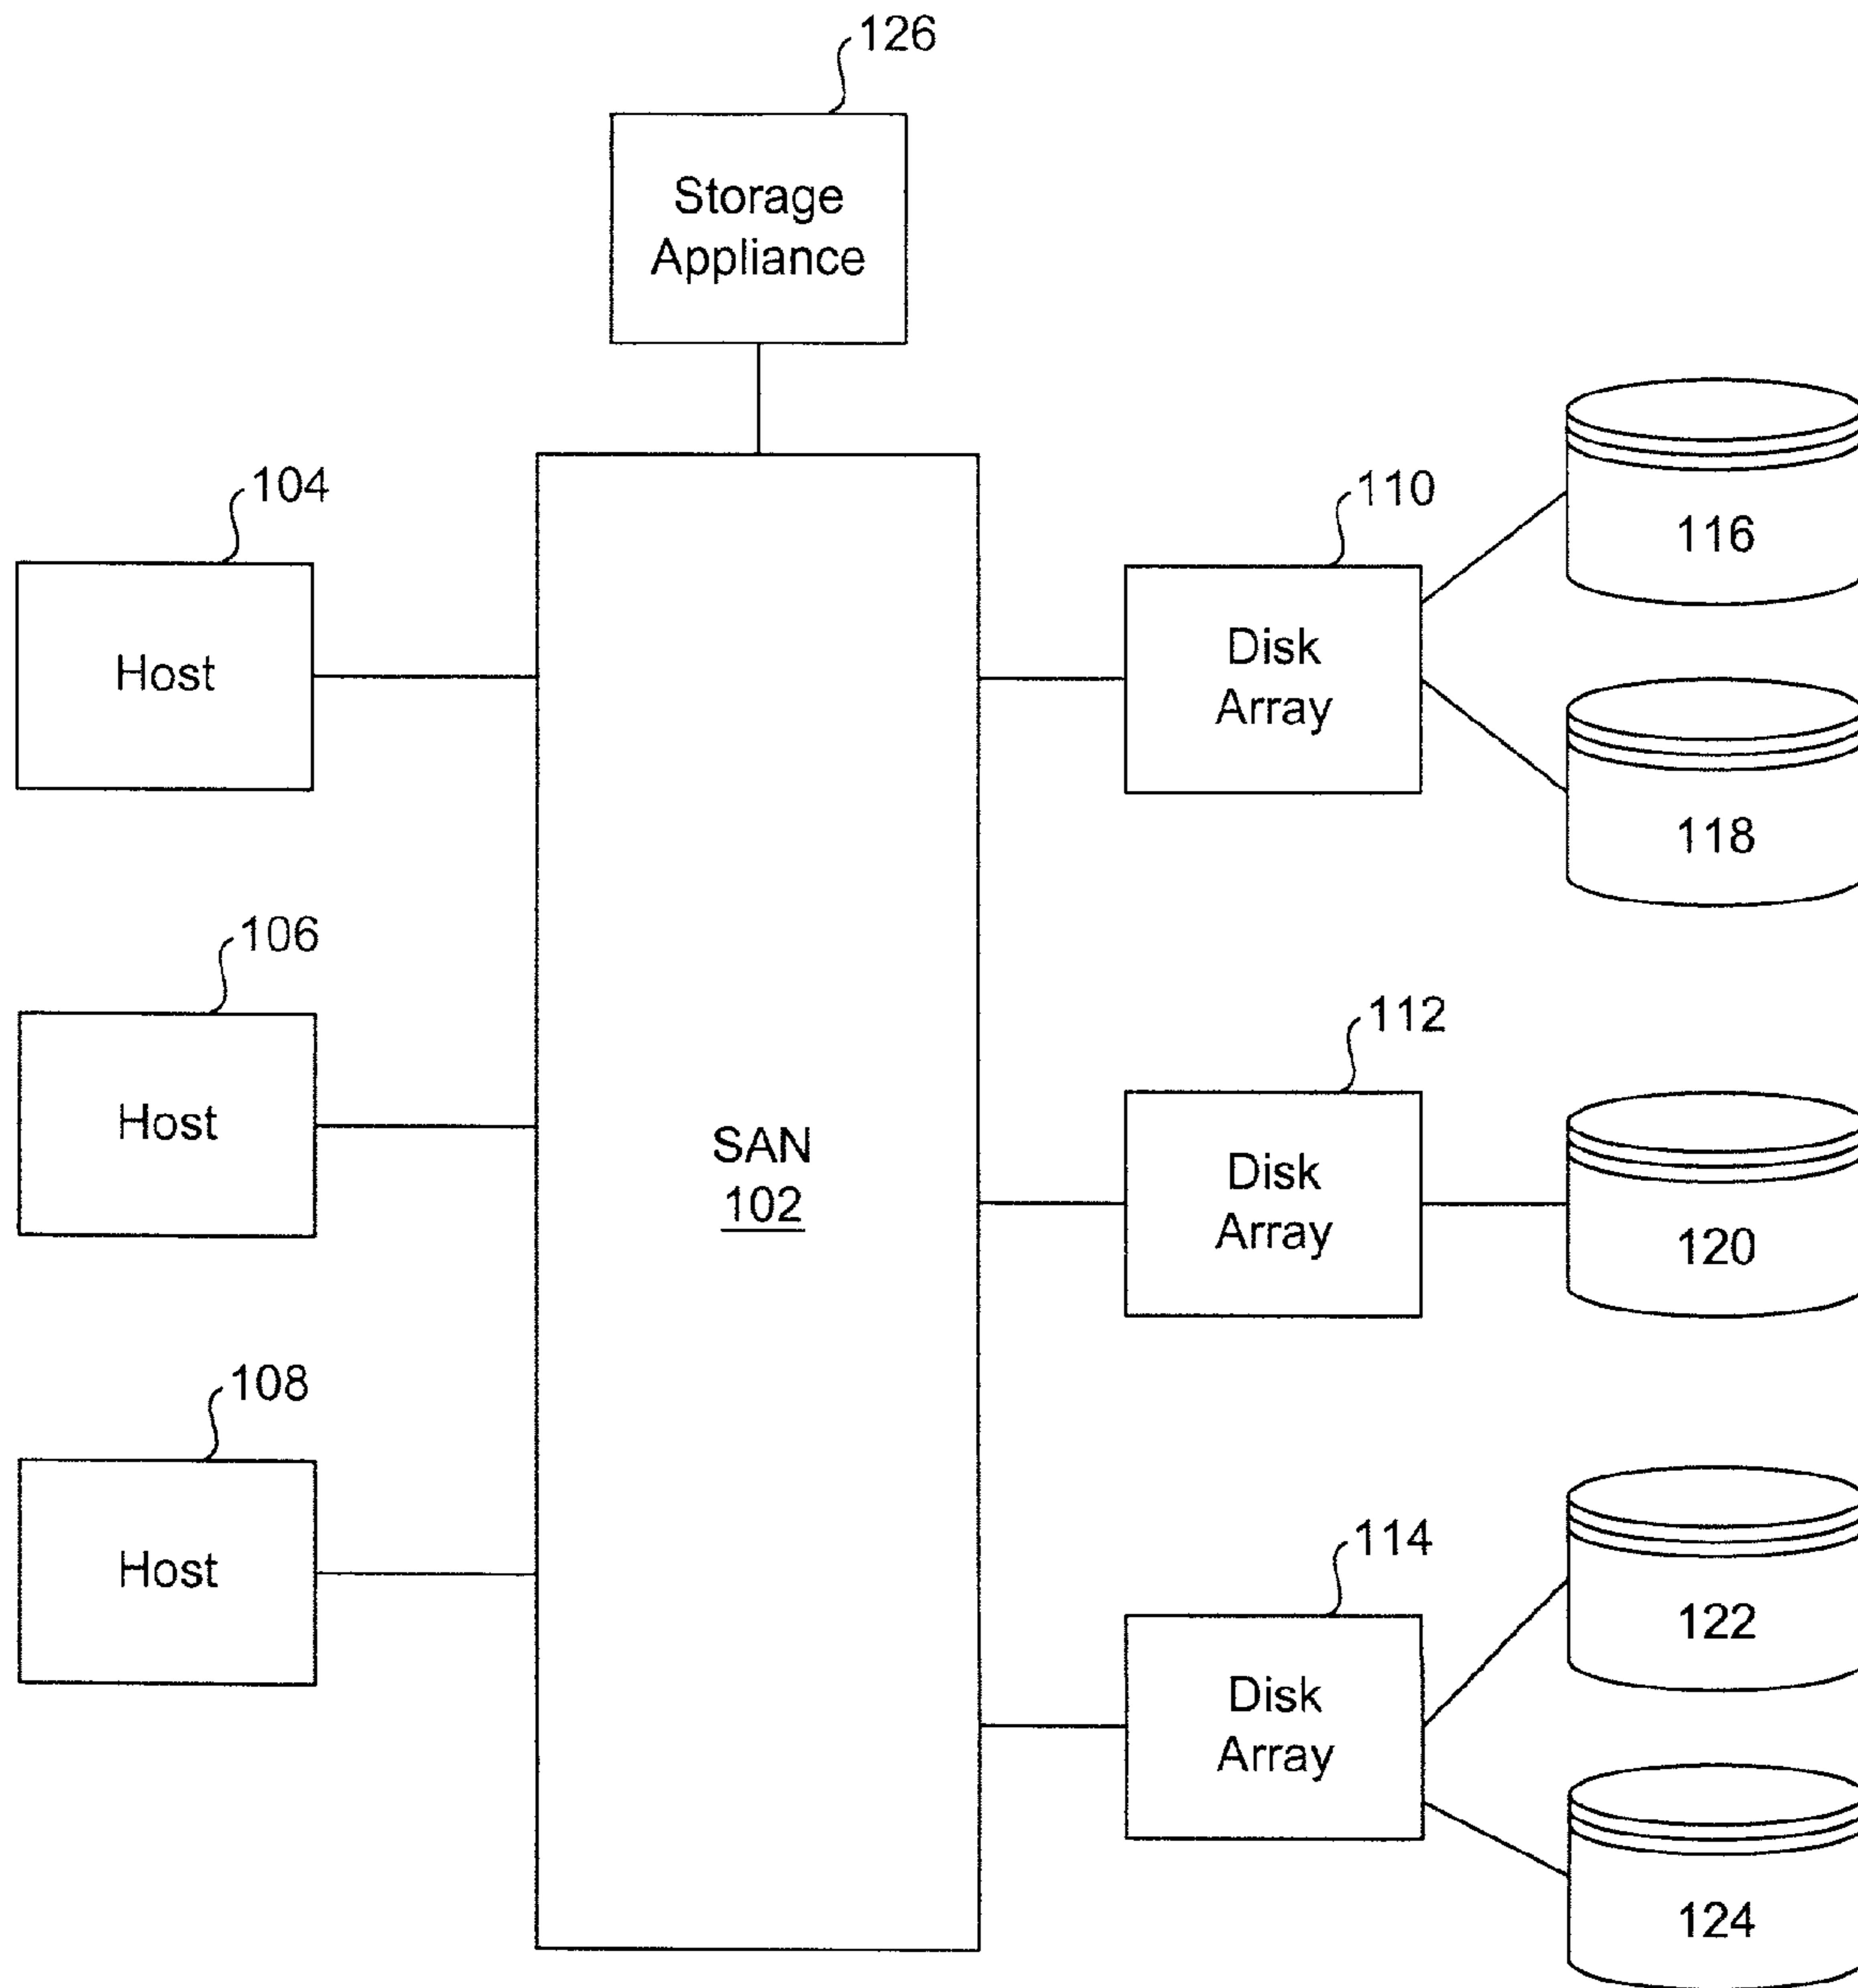 126
Storage
Appliance
104
Host
106
Host
108
Host
SAN
102
110
Disk
Array
116
118
112
Disk
Array
120
114
Disk
Array
122
124